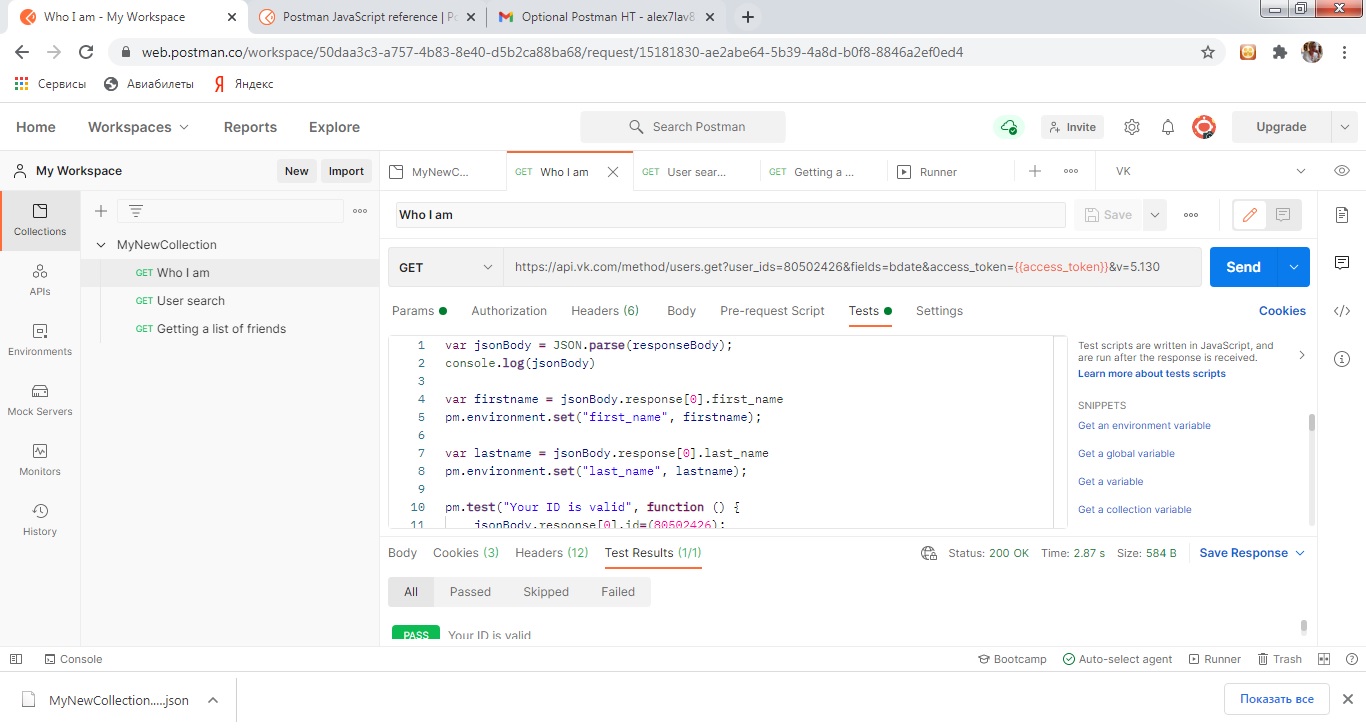 Who I am - My Workspace
Postman JavaScript reference | Po
Optional Postman HT - alex7lav8
web.postman.co/workspace/50daa3c3-a757-4b83-8e40-d5b2ca88ba68/request/15181830-ae2abe64-5b39-4a8d-b0f8-8846a2ef0ed4
Сервисы
Авиабилеты
Яндекс
Home
Workspaces
Reports
Explore
Search Postman
Invite
Upgrade
My Workspace
New
Import
MyNewC...
GET Who I am
GET User sear...
GET Getting a ...
Runner
VK
Collections
APIs
Environments
Mock Servers
Monitors
History
MyNewCollection
GET Who I am
GET User search
GET Getting a list of friends
Who I am
Save
GET
https://api.vk.com/method/users.get?user_ids=80502426&fields=bdate&access_token={{access_token}}&v=5.130
Send
Params
Authorization
Headers (6)
Body
Pre-request Script
Tests
Settings
Cookies
1 var jsonBody = JSON.parse(responseBody);
2 console.log(jsonBody)
3
4 var firstname = jsonBody.response[0].first_name
5 pm.environment.set("first_name", firstname);
6
7 var lastname = jsonBody.response[0].last_name
8 pm.environment.set("last_name", lastname);
9
10 pm.test("Your ID is valid", function () {
11 jsonBody.response[0].id=(80502426);
Test scripts are written in JavaScript, and
are run after the response is received.
Learn more about tests scripts
SNIPPETS
Get an environment variable
Get a global variable
Get a variable
Get a collection variable
Body
Cookies (3)
Headers (12)
Test Results (1/1)
Status: 200 OK
Time: 2.87 s
Size: 584 B
Save Response
All
Passed
Skipped
Failed
PASS
Your ID is valid
Console
Bootcamp
Auto-select agent
Runner
Trash
MyNewCollection.....json
Показать все